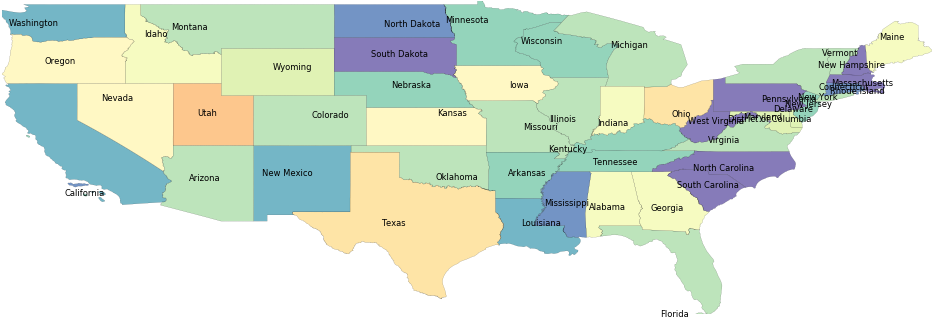 Washington
Idaho
Montana
North Dakota
Minnesota
Maine
Oregon
Wyoming
South Dakota
Wisconsin
Michigan
Vermont
New Hampshire
Nevada
Utah
Colorado
Nebraska
Iowa
Kansas
Missouri
Illinois
Indiana
Ohio
Pennsylvania
Massachusetts
Connecticut
Rhode Island
New York
New Jersey
Delaware
Maryland
District of Columbia
West Virginia
Virginia
Kentucky
California
Arizona
New Mexico
Oklahoma
Arkansas
Tennessee
North Carolina
South Carolina
Texas
Louisiana
Mississippi
Alabama
Georgia
Florida